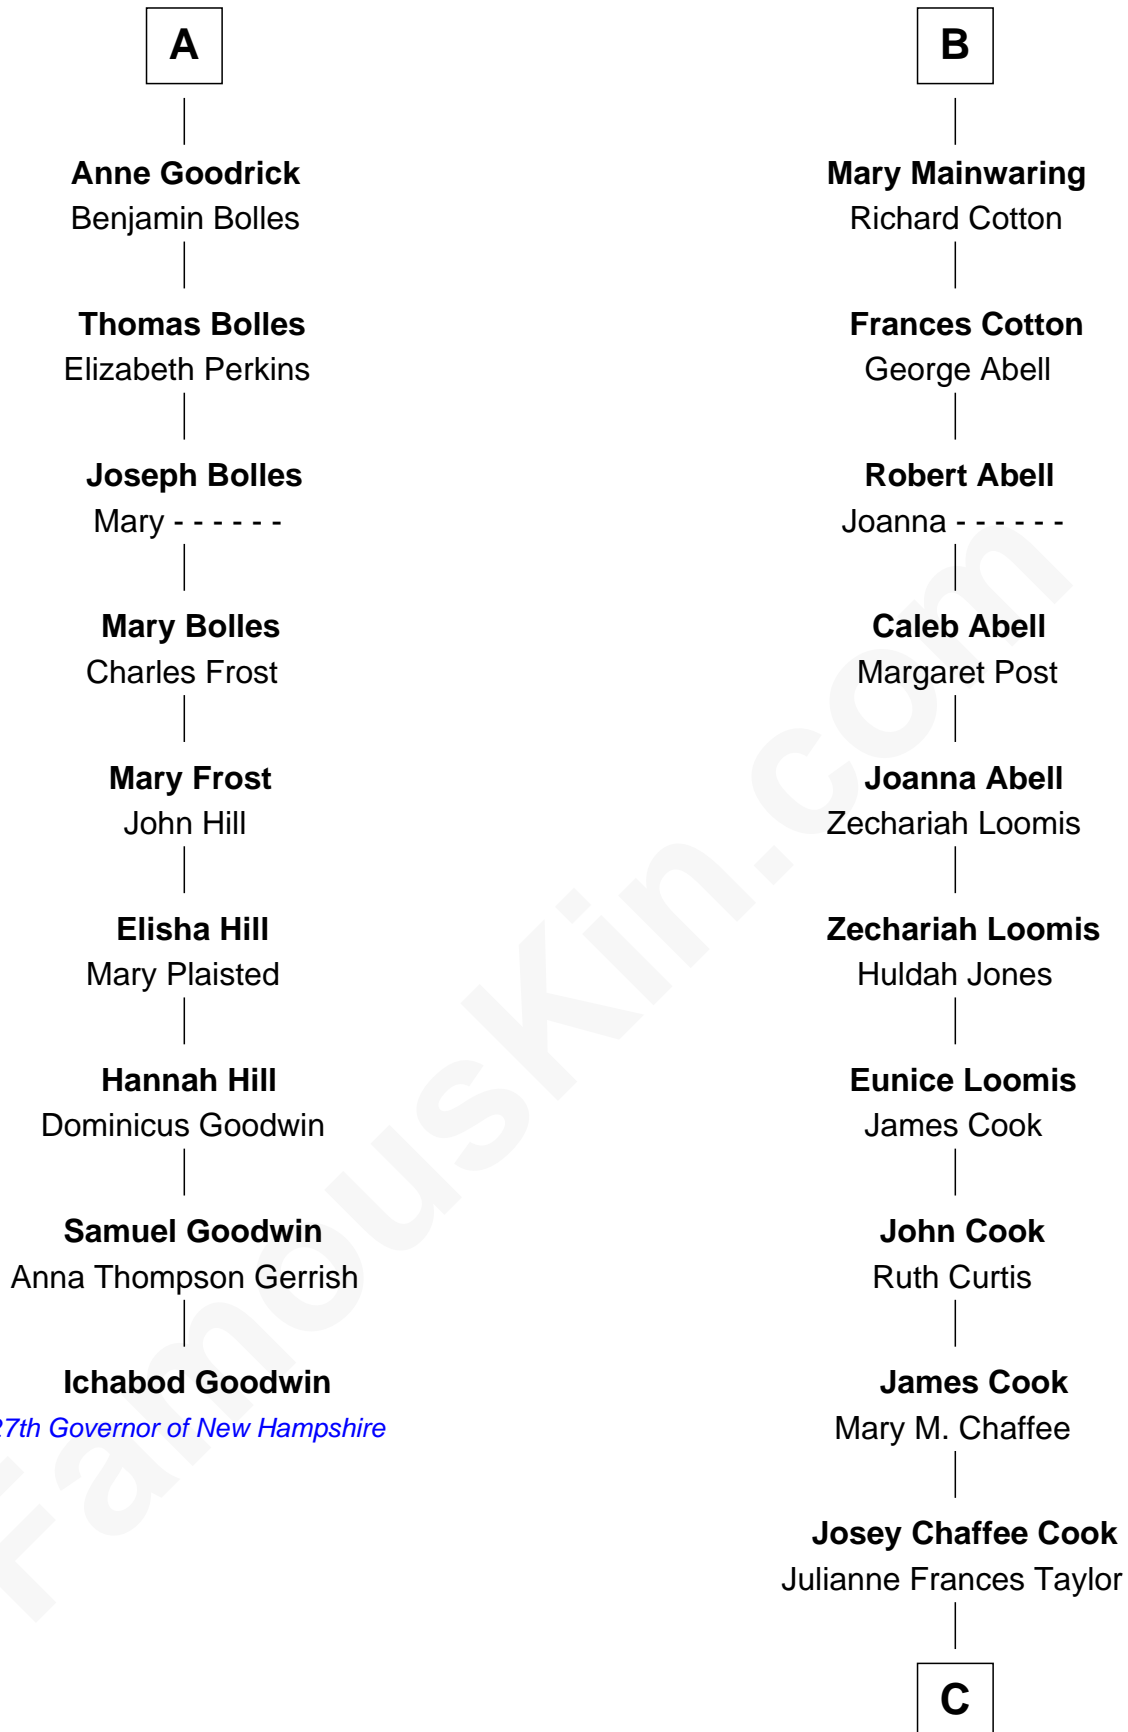 A
Anne Goodrick
Benjamin Bolles
Thomas Bolles
Elizabeth Perkins
Joseph Bolles
Mary - - - - - -
Mary Bolles
Charles Frost
Mary Frost
John Hill
Elisha Hill
Mary Plaisted
Hannah Hill
Dominicus Goodwin
Samuel Goodwin
Anna Thompson Gerrish
Ichabod Goodwin
27th Governor of New Hampshire
B
Mary Mainwaring
Richard Cotton
Frances Cotton
George Abell
Robert Abell
Joanna - - - - - -
Caleb Abell
Margaret Post
Joanna Abell
Zechariah Loomis
Zechariah Loomis
Huldah Jones
Eunice Loomis
James Cook
John Cook
Ruth Curtis
James Cook
Mary M. Chaffee
Josey Chaffee Cook
Julianne Frances Taylor
C
FamousKin.com